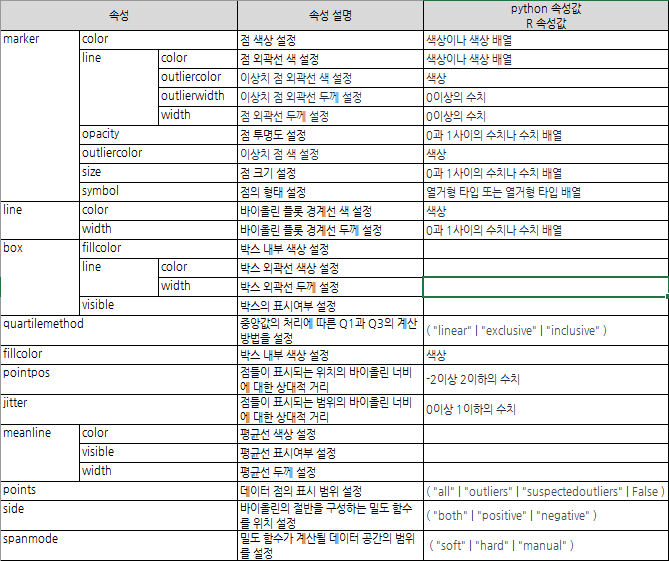 속성 속성 설명 python 속성값
R 속성값
marker color 점 색상 설정 색상이나 색상 배열
line color 점 외곽선 설정 색상이나 색상 배열
outliercolor 이상치 점 외곽선 색 설정 색상
outlierwidth 이상치 점 외곽선 두께 설정 0이상의 수치
width 점 외곽선 두께 설정 0이상의 수치
opacity 점 투명도 설정 0과 1사이의 수치나 수치 배열
outliercolor 이상치 점 색 설정 색상
size 점 크기 설정 0과 1사이의 수치나 수치 배열
symbol 점의 형태 설정 열거형 타입 또는 열거형 타입 배열
line color 바이올린 플롯 경계선 색 설정 색상
width 바이올린 플롯 경계선 두께 설정 0과 1사이의 수치나 수치 배열
box fillcolor 박스 내부 색상 설정
line color 박스 외곽선 색상 설정
width 박스 외곽선 두께 설정
visible 박스의 표시여부 설정
quartilemethod 중앙값의 처리에 따른 Q1과 Q3의 계산
방법을 설정 ( "linear" | "exclusive" | "inclusive" )
fillcolor 박스 내부 색상 설정 색상
pointpos 점들이 표시되는 위치의 바이올린 너비
에 대한 상대적 거리 -2이상 2이하의 수치
jitter 점들이 표시되는 범위의 바이올린 너비
에 대한 상대적 거리 0이상 1이하의 수치
meanline color 평균선 색상 설정
visible 평균선 표시여부 설정
width 평균선 두께 설정
points 데이터 점의 표시 범위 설정 ( "all" | "outliers" | "suspectedoutliers" | False )
side 바이올린의 절반을 구성하는 밀도 함수
를 위치 설정 ( "both" | "positive" | "negative" )
spanmode 밀도 함수가 계산될 데이터 공간의 범위
를 설정 ( "soft" | "hard" | "manual" )